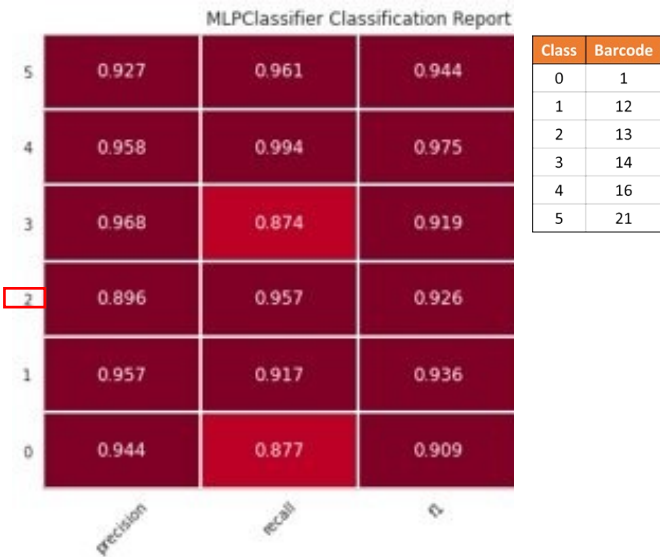 MLPClassifier Classification Report
5 0.927 0.961 0.944
4 0.958 0.994 0.975
3 0.968 0.874 0.919
2 0.896 0.957 0.926
1 0.957 0.917 0.936
0 0.944 0.877 0.909
precision recall f1
Class Barcode
0 1
1 12
2 13
3 14
4 16
5 21